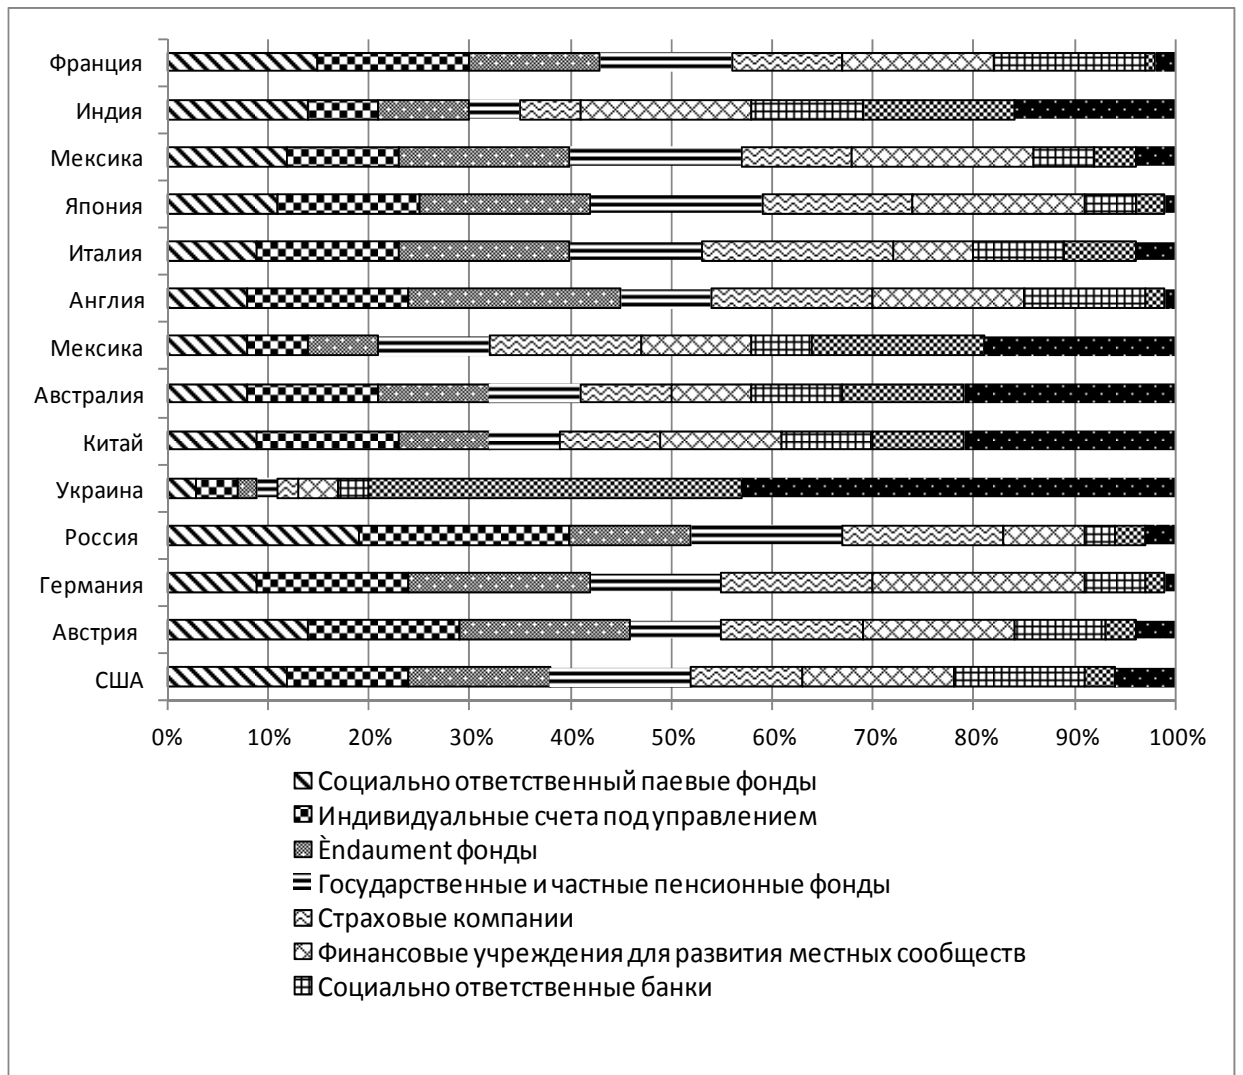 Франция
Индия
Мексика
Япония
Италия
Англия
Мексика
Австралия
Китай
Украина
Россия
Германия
Австрия
США
0% 10% 20% 30% 40% 50% 60% 70% 80% 90% 100%
Социально ответственный паевые фонды
Индивидуальные счета под управлением
Èndaument фонды
Государственные и частные пенсионные фонды
Страховые компании
Финансовые учреждения для развития местных сообществ
Социально ответственные банки